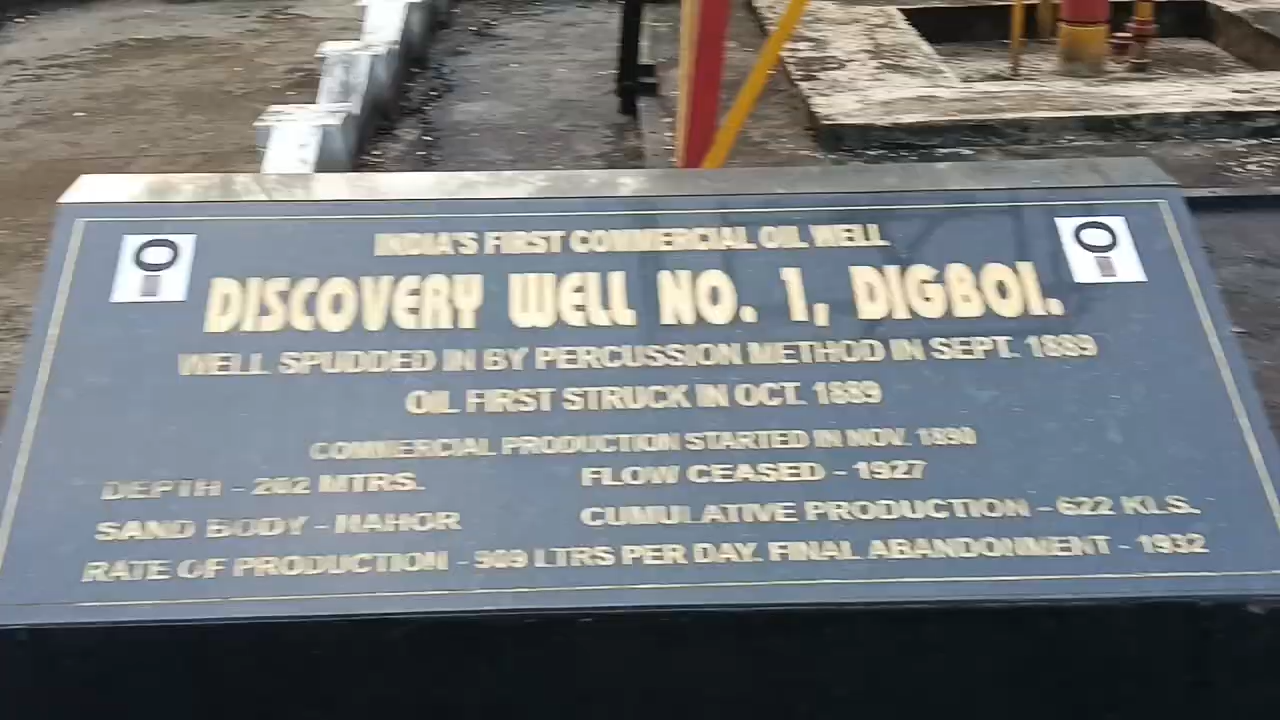 INDIA'S FIRST COMMERCIAL OIL WELL
DISCOVERY WELL NO. 1, DIGBOI.
WELL SPUDDED IN BY PERCUSSION METHOD IN SEPT. 1889
OIL FIRST STRUCK IN OCT. 1889
COMMERCIAL PRODUCTION STARTED IN NOV. 1890
DEPTH - 202 MTRS. FLOW CEASED - 1927
SAND BODY - NAHOR CUMULATIVE PRODUCTION - 622 KLS.
RATE OF PRODUCTION - 909 LTRS PER DAY. FINAL ABANDONMENT - 1932